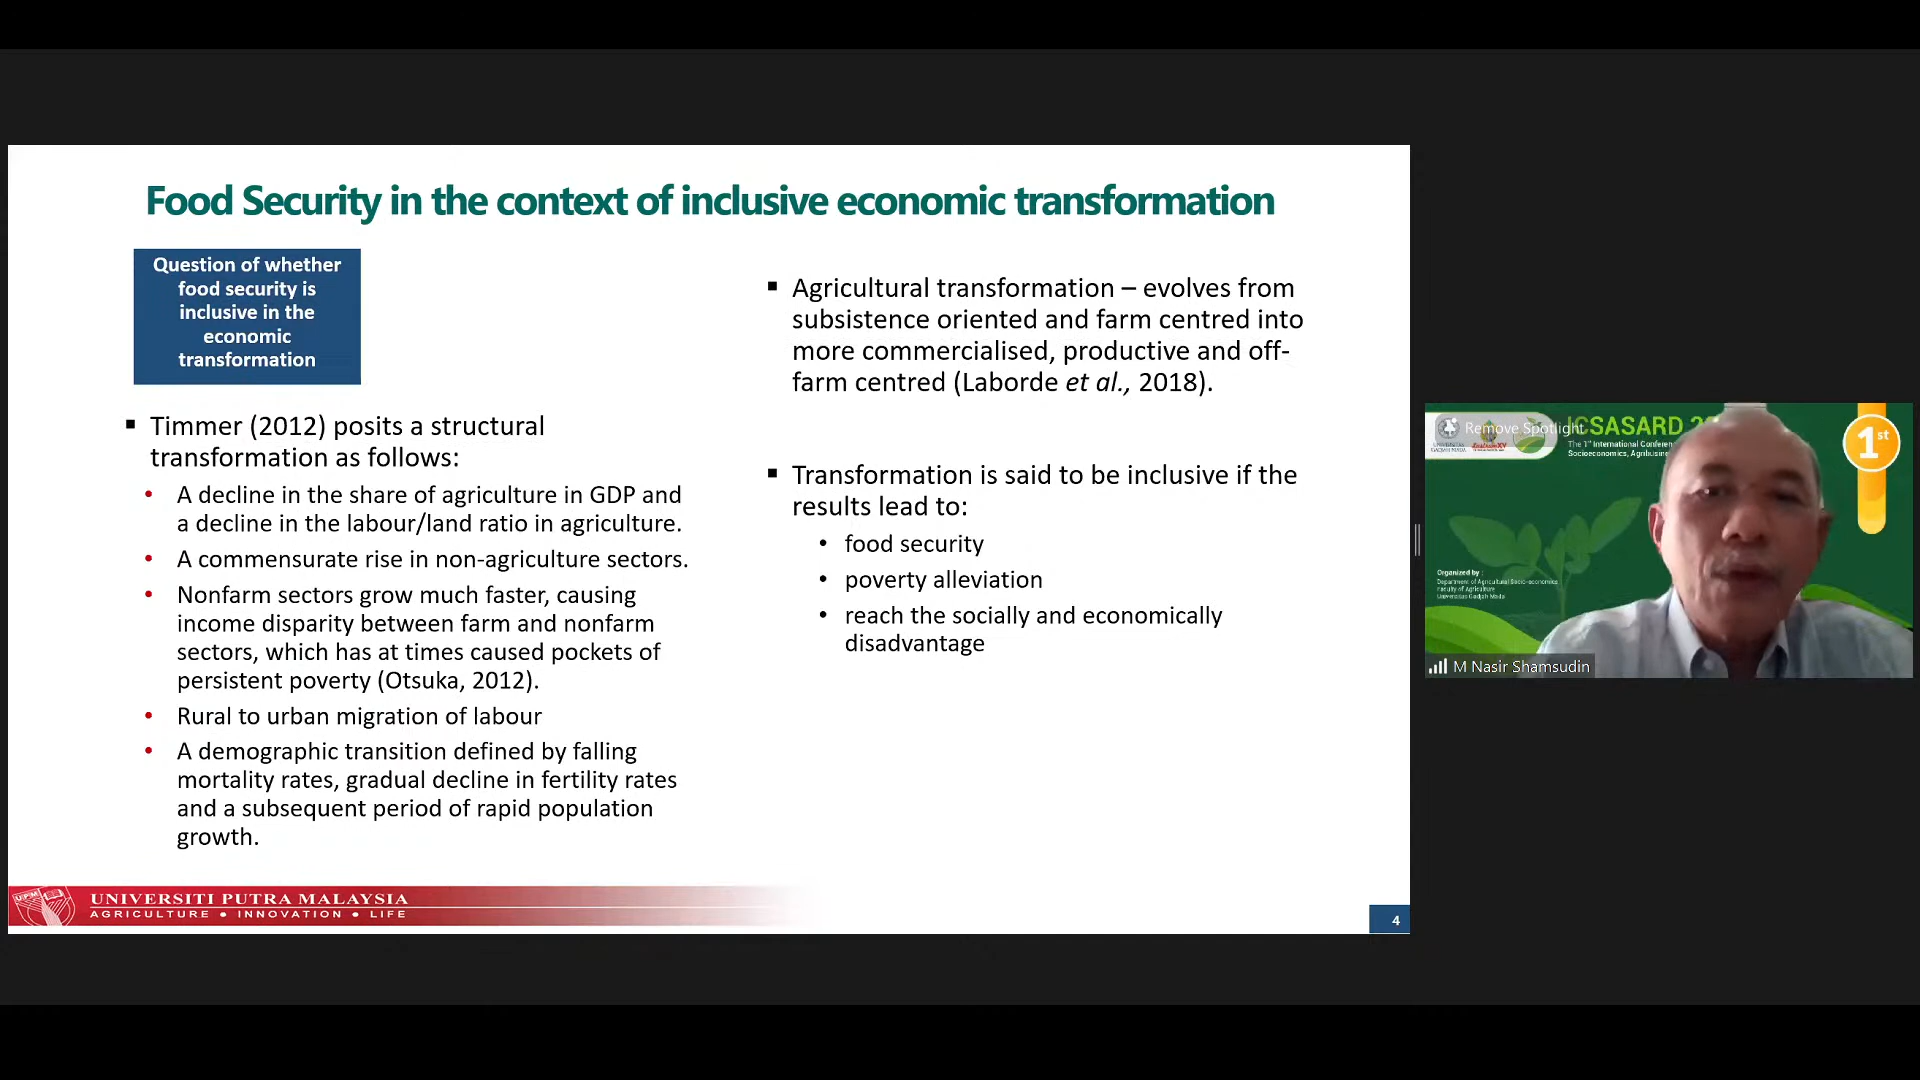 Food Security in the context of inclusive economic transformation
Question of whether
food security is
inclusive in the
economic
transformation
▪ Timmer (2012) posits a structural
transformation as follows:
• A decline in the share of agriculture in GDP and
a decline in the labour/land ratio in agriculture.
• A commensurate rise in non-agriculture sectors.
• Nonfarm sectors grow much faster, causing
income disparity between farm and nonfarm
sectors, which has at times caused pockets of
persistent poverty (Otsuka, 2012).
• Rural to urban migration of labour
• A demographic transition defined by falling
mortality rates, gradual decline in fertility rates
and a subsequent period of rapid population
growth.
▪ Agricultural transformation – evolves from
subsistence oriented and farm centred into
more commercialised, productive and off-
farm centred (Laborde et al., 2018).
▪ Transformation is said to be inclusive if the
results lead to:
• food security
• poverty alleviation
• reach the socially and economically
disadvantage
UPM
UNIVERSITI PUTRA MALAYSIA
AGRICULTURE • INNOVATION • LIFE
4
Remove Spotlight
ICSASARD
The 1st International
Socioeconomics,
1st
UNIVERSITAS
GADJAH MADA
Organized by :
Department of Agricultural Socio-economics
Faculty of Agriculture
Universitas Gadjah Mada
M Nasir Shamsudin